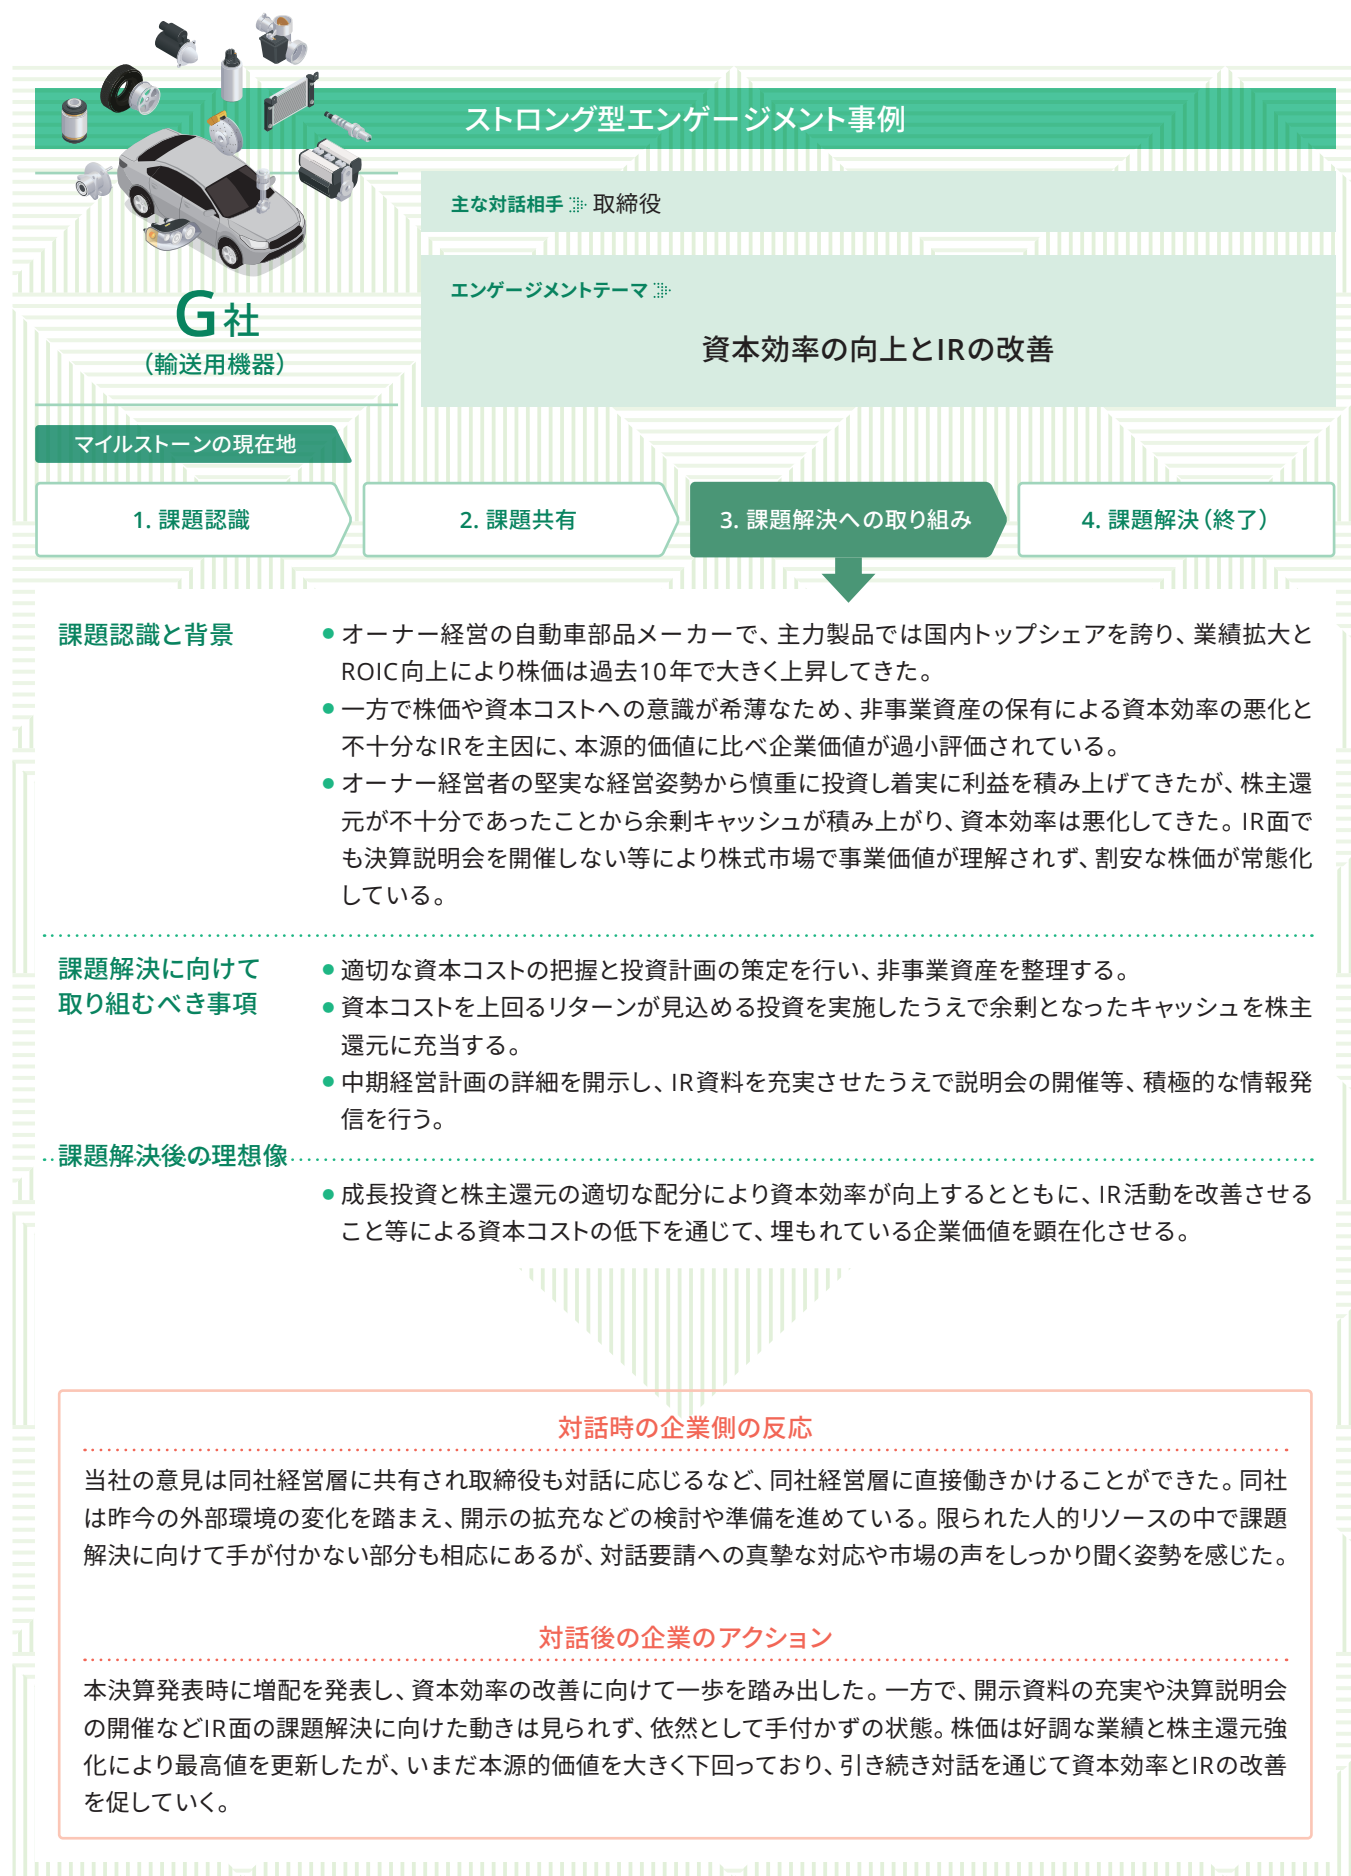 ストロング型エンゲージメント事例
主な対話相手 取締役
エンゲージメントテーマ
資本効率の向上とIRの改善
G社
（輸送用機器）
マイルストーンの現在地
1. 課題認識
2. 課題共有
3. 課題解決への取り組み
4. 課題解決（終了）
課題認識と背景
● オーナー経営の自動車部品メーカーで、主力製品では国内トップシェアを誇り、業績拡大と
ROIC向上により株価は過去10年で大きく上昇してきた。
● 一方で株価や資本コストへの意識が希薄なため、非事業資産の保有による資本効率の悪化と
不十分なIRを主因に、本源的価値に比べ企業価値が過小評価されている。
● オーナー経営者の堅実な経営姿勢から慎重に投資し着実に利益を積み上げてきたが、株主還
元が不十分であったことから余剰キャッシュが積み上がり、資本効率は悪化してきた。IR面で
も決算説明会を開催しない等により株式市場で事業価値が理解されず、割安な株価が常態化
している。
課題解決に向けて
取り組むべき事項
● 適切な資本コストの把握と投資計画の策定を行い、非事業資産を整理する。
● 資本コストを上回るリターンが見込める投資を実施したうえで余剰となったキャッシュを株主
還元に充当する。
● 中期経営計画の詳細を開示し、IR資料を充実させたうえで説明会の開催等、積極的な情報発
信を行う。
課題解決後の理想像
● 成長投資と株主還元の適切な配分により資本効率が向上するとともに、IR活動を改善させる
こと等による資本コストの低下を通じて、埋もれている企業価値を顕在化させる。
対話時の企業側の反応
当社の意見は同社経営層に共有され取締役も対話に応じるなど、同社経営層に直接働きかけることができた。同社
は昨今の外部環境の変化を踏まえ、開示の拡充などの検討や準備を進めている。限られた人的リソースの中で課題
解決に向けて手が付かない部分も相応にあるが、対話要請への真摯な対応や市場の声をしっかり聞く姿勢を感じた。
対話後の企業のアクション
本決算発表時に増配を発表し、資本効率の改善に向けて一歩を踏み出した。一方で、開示資料の充実や決算説明会
の開催などIR面の課題解決に向けた動きは見られず、依然として手付かずの状態。株価は好調な業績と株主還元強
化により最高値を更新したが、いまだ本源的価値を大きく下回っており、引き続き対話を通じて資本効率とIRの改善
を促していく。